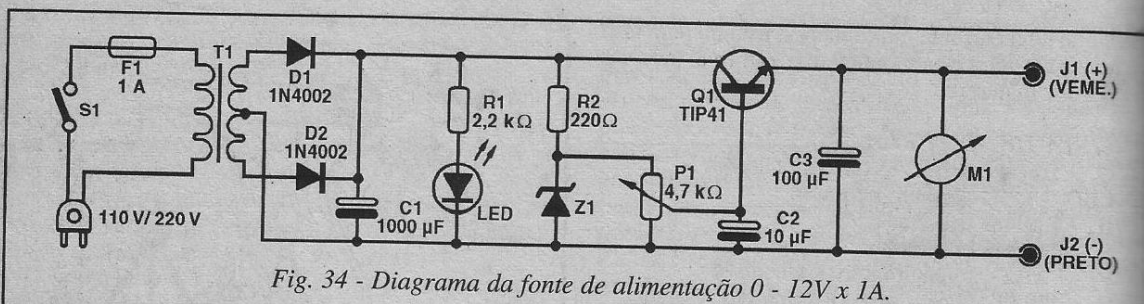 F1
1 A
S1
110 V/ 220 V
T1
D1
1N4002
D2
1N4002
C1
1000 µF
R1
2,2 kΩ
LED
R2
220Ω
Z1
P1
4,7 kΩ
Q1
TIP41
C2
10 µF
C3
100 µF
M1
J1 (+)
(VEME.)
J2 (-)
(PRETO)
Fig. 34 - Diagrama da fonte de alimentação 0 - 12V x 1A.